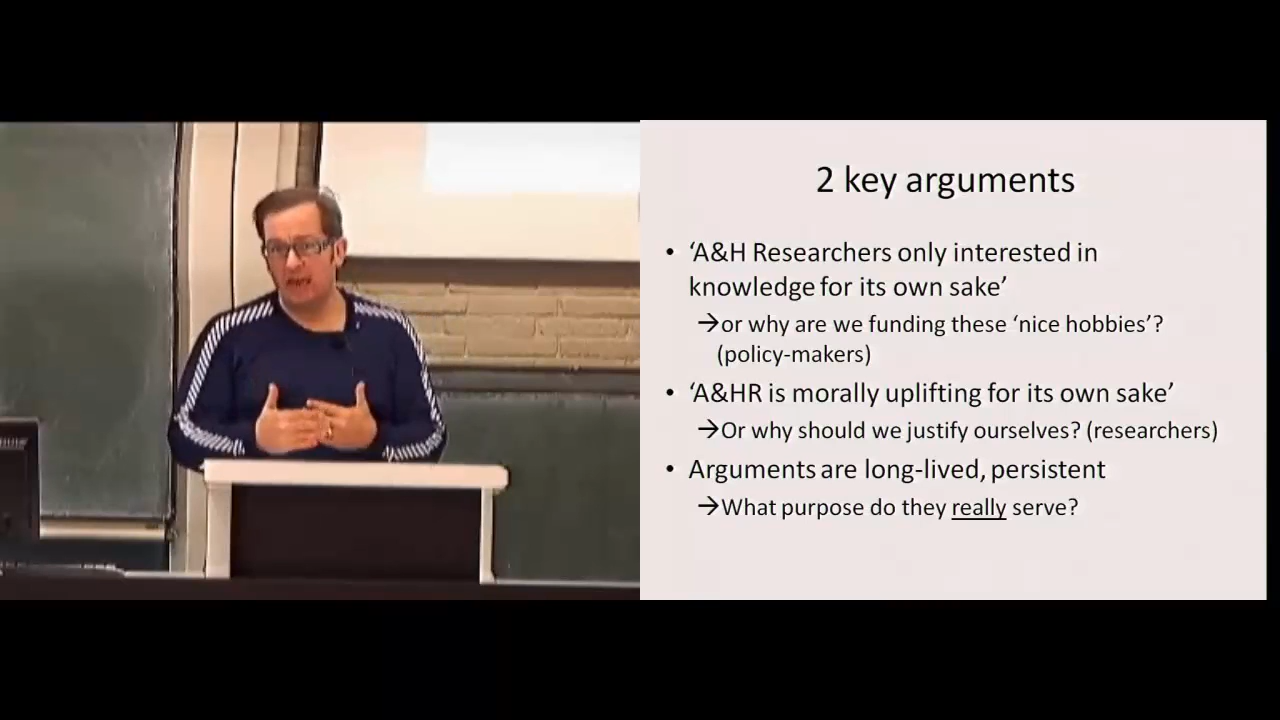 2 key arguments
• ‘A&H Researchers only interested in
knowledge for its own sake’
→or why are we funding these ‘nice hobbies’?
(policy-makers)
• ‘A&HR is morally uplifting for its own sake’
→Or why should we justify ourselves? (researchers)
• Arguments are long-lived, persistent
→What purpose do they really serve?